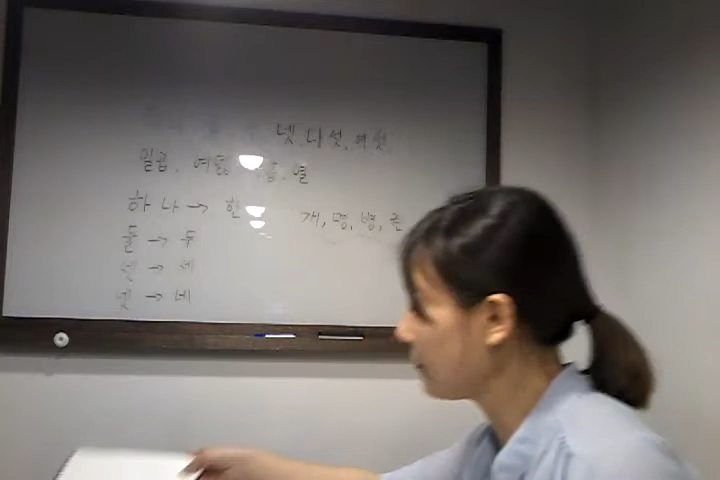 넷, 다섯, 여섯,
일곱, 여덟, 열
하나 → 한 개, 명, 병,
둘 → 두
셋 → 세
넷 → 네